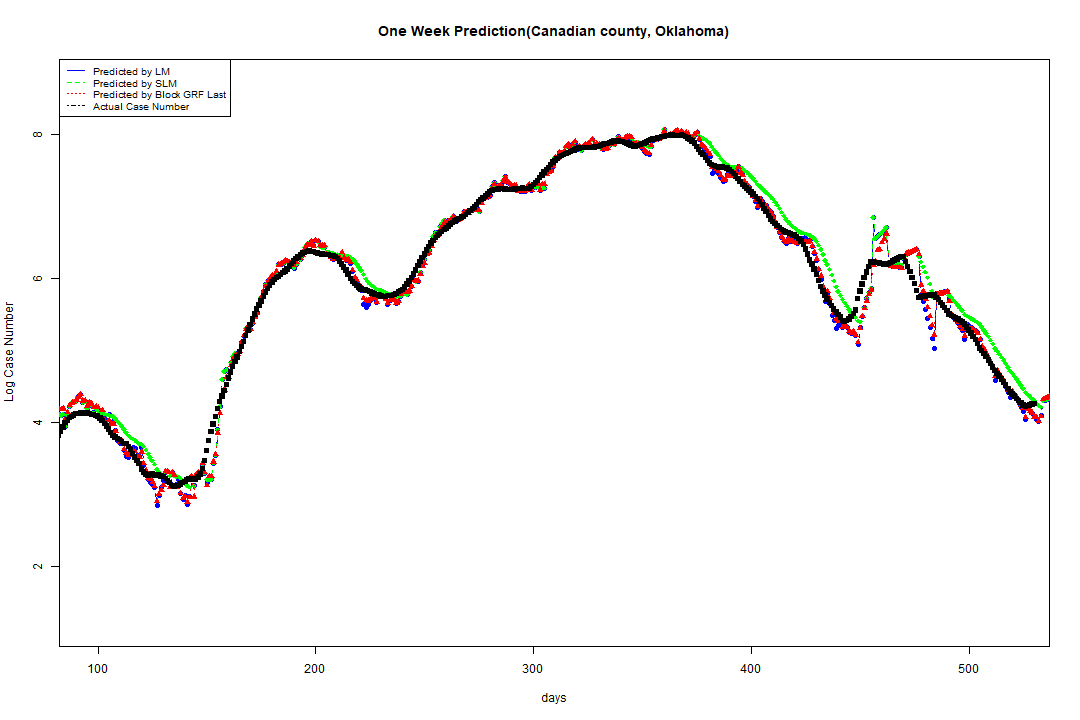 One Week Prediction(Canadian county, Oklahoma)
Predicted by LM
Predicted by SLM
Predicted by Block GRF Last
Actual Case Number
8
6
4
2
Log Case Number
100 200 300 400 500
days